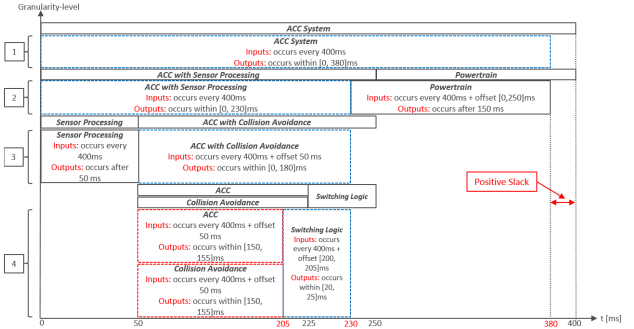 Granularity-level
ACC System
1
ACC System
Inputs: occurs every 400ms
Outputs: occurs within [0, 380]ms
ACC with Sensor Processing
Powertrain
2
ACC with Sensor Processing
Inputs: occurs every 400ms
Outputs: occurs within [0, 230]ms
Powertrain
Inputs: occurs every 400ms + offset [0,250]ms
Outputs: occurs after 150 ms
Sensor Processing
ACC with Collision Avoidance
3
Sensor Processing
Inputs: occurs every
400ms
Outputs: occurs after
50 ms
ACC with Collision Avoidance
Inputs: occurs every 400ms + offset 50 ms
Outputs: occurs within [0, 180]ms
Positive Slack
ACC
Collision Avoidance
Switching Logic
4
ACC
Inputs: occurs every 400ms + offset
50 ms
Outputs: occurs within [150,
155]ms
Collision Avoidance
Inputs: occurs every 400ms + offset
50 ms
Outputs: occurs within [150,
155]ms
Switching Logic
Inputs: occurs
every 400ms +
offset [200,
205]ms
Outputs: occurs
within [20,
25]ms
0
50
205
225
230
250
380
400
t [ms]